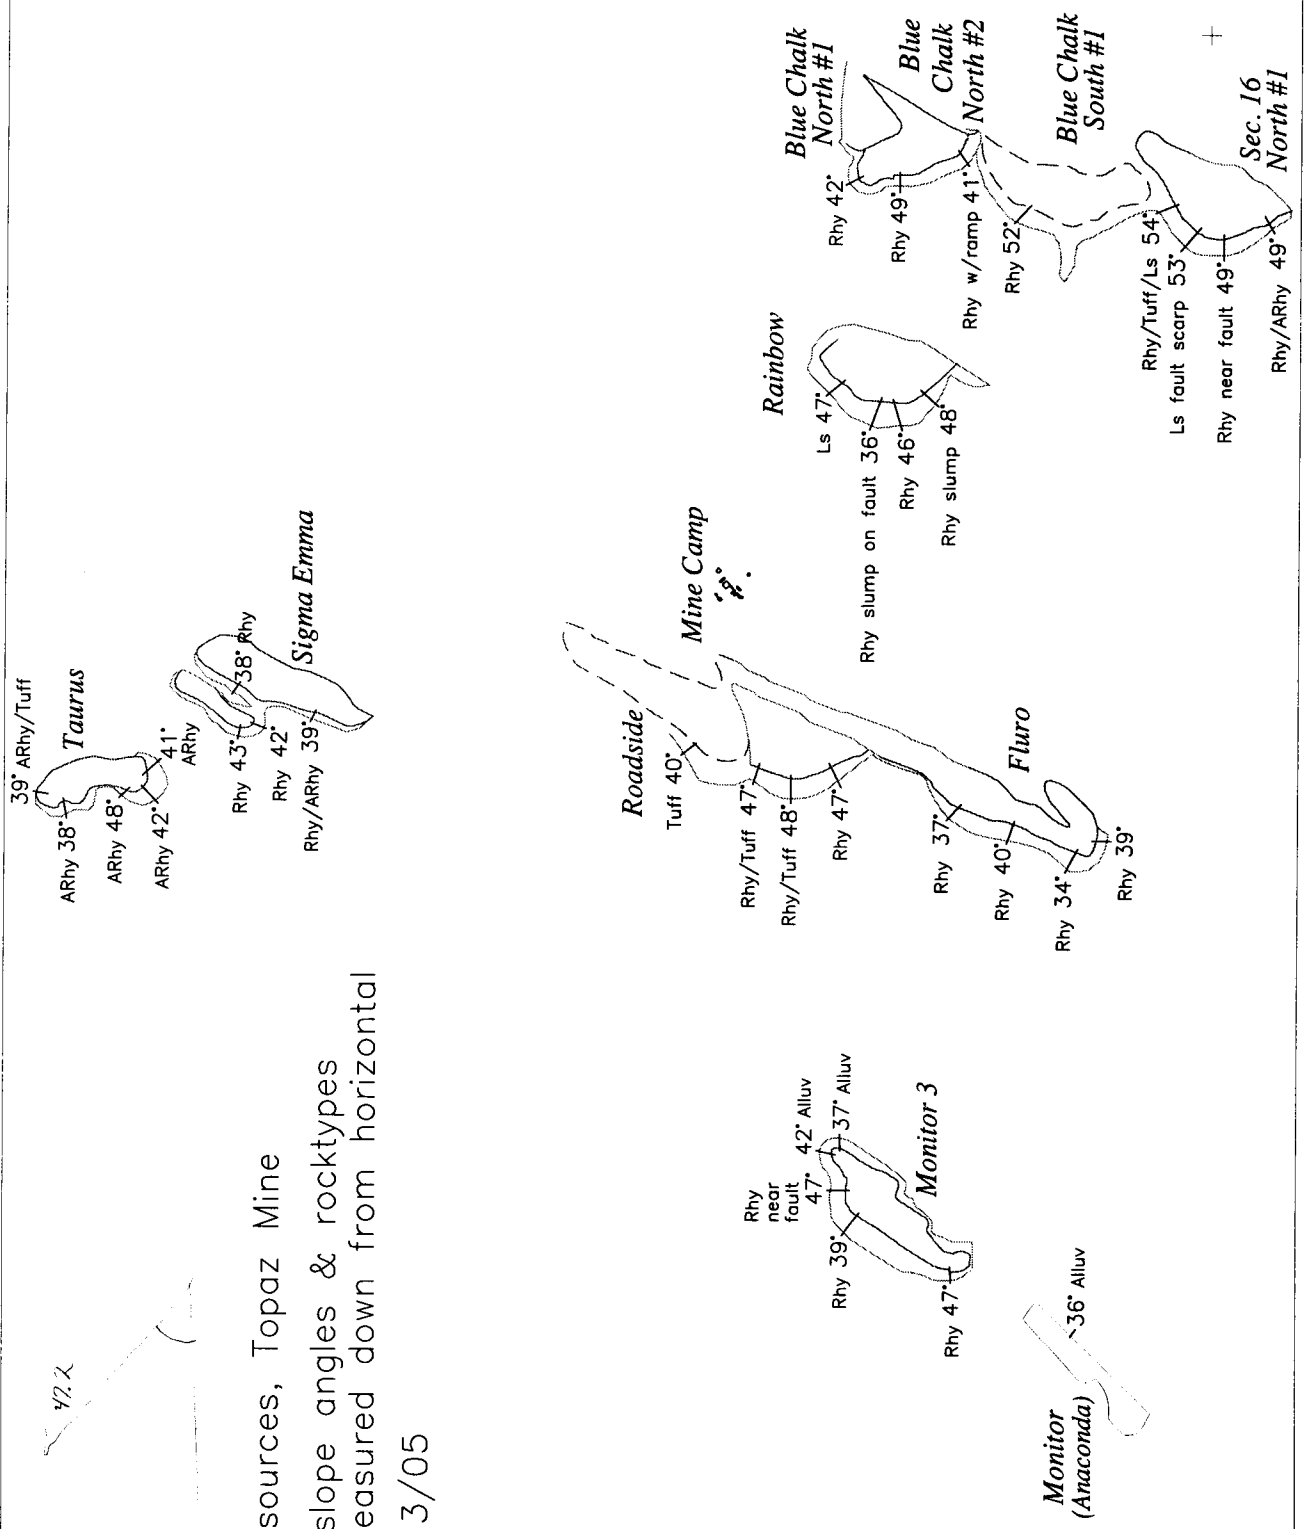 sources, Topaz Mine
slope angles & rocktypes
easured down from horizontal
3/05
47.2
39° ARhy/Tuff
Taurus
ARhy 38°
ARhy 48°
ARhy 42°
41°
ARhy
Sigma Emma
38° Rhy
Rhy 43°
Rhy 42°
Rhy/ARhy 39°
Roadside
Tuff 40°
Mine Camp
Rhy/Tuff 47°
Rhy/Tuff 48°
Rhy 47°
Fluro
Rhy 37°
Rhy 40°
Rhy 34°
Rhy 39°
Rainbow
Ls 47°
Rhy slump on fault 36°
Rhy 46°
Rhy slump 48°
Blue Chalk
North #1
Rhy 42°
Rhy 49°
Blue
Chalk
North #2
Rhy w/ramp 41°
Blue Chalk
South #1
Rhy 52°
Sec. 16
North #1
Rhy/Tuff/Ls 54°
Ls fault scarp 53°
Rhy near fault 49°
Rhy/ARhy 49°
Monitor 3
42° Alluv
37° Alluv
Rhy
near
fault
47°
Rhy 39°
Rhy 47°
Monitor
(Anaconda)
36° Alluv